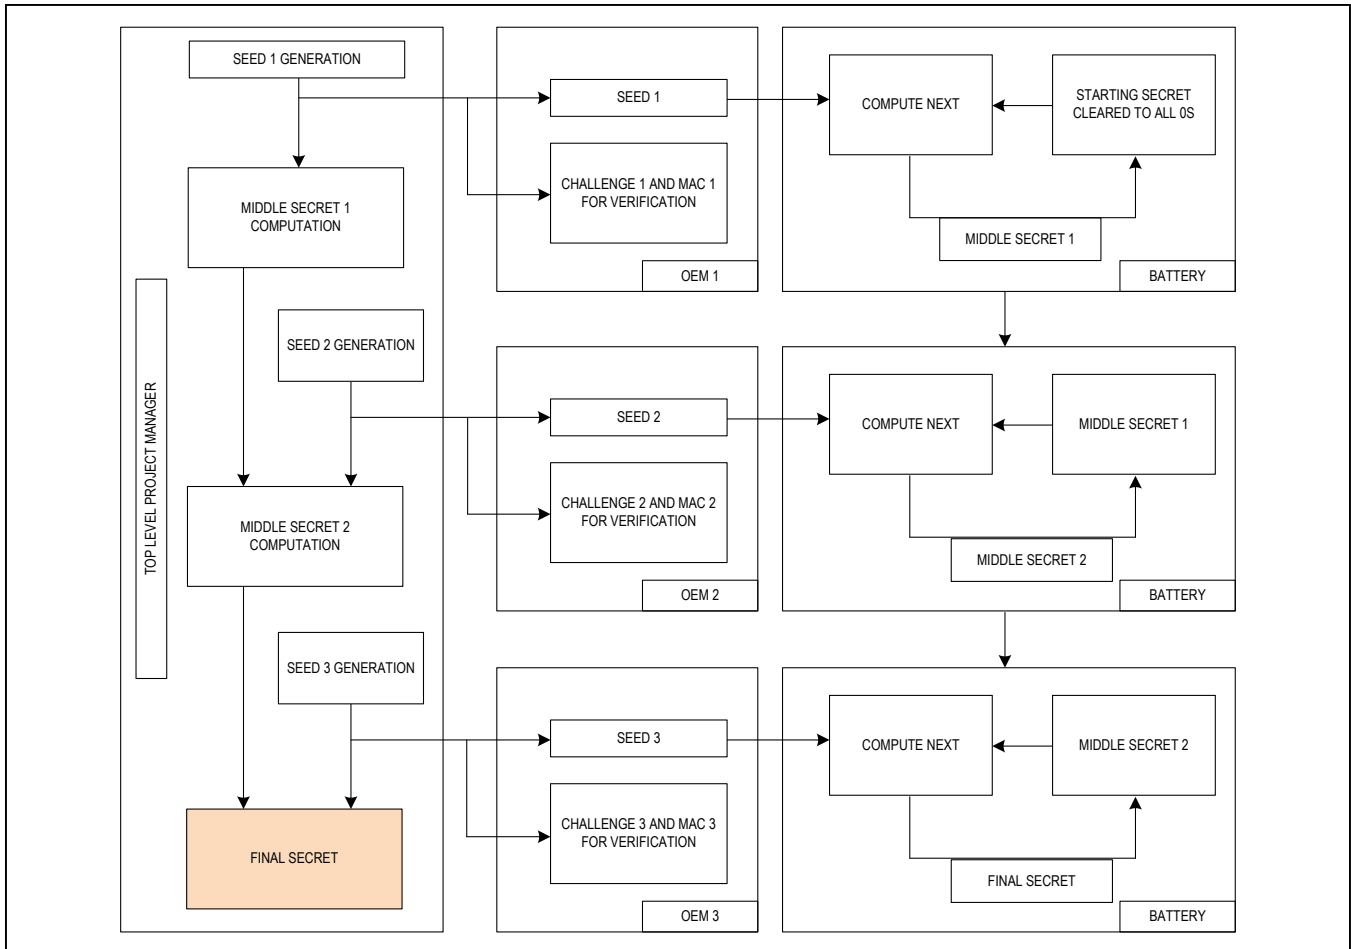 SEED 1 GENERATION
MIDDLE SECRET 1
COMPUTATION
SEED 2 GENERATION
TOP LEVEL PROJECT MANAGER
MIDDLE SECRET 2
COMPUTATION
SEED 3 GENERATION
FINAL SECRET
SEED 1
CHALLENGE 1 AND MAC 1
FOR VERIFICATION
OEM 1
COMPUTE NEXT
STARTING SECRET
CLEARED TO ALL 0S
MIDDLE SECRET 1
BATTERY
SEED 2
CHALLENGE 2 AND MAC 2
FOR VERIFICATION
OEM 2
COMPUTE NEXT
MIDDLE SECRET 1
MIDDLE SECRET 2
BATTERY
SEED 3
CHALLENGE 3 AND MAC 3
FOR VERIFICATION
OEM 3
COMPUTE NEXT
MIDDLE SECRET 2
FINAL SECRET
BATTERY